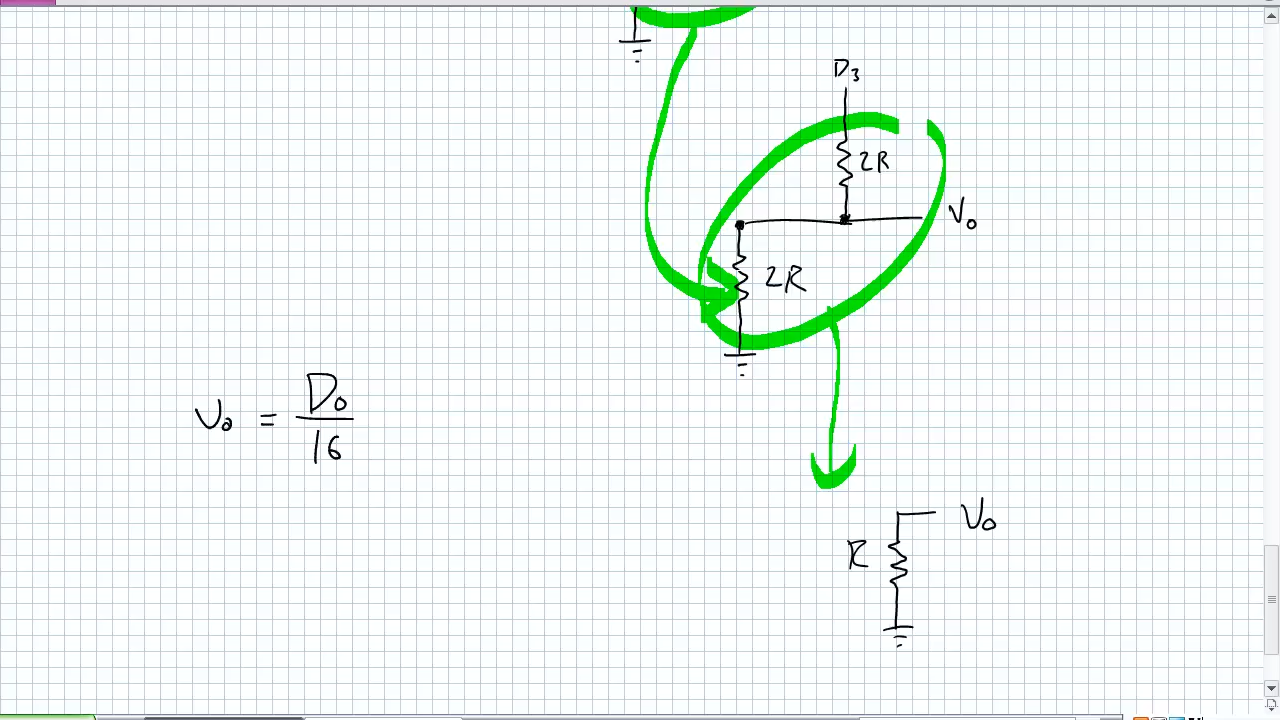 D₃
2R
V₀
2R
V₀ = D₀/16
V₀
R